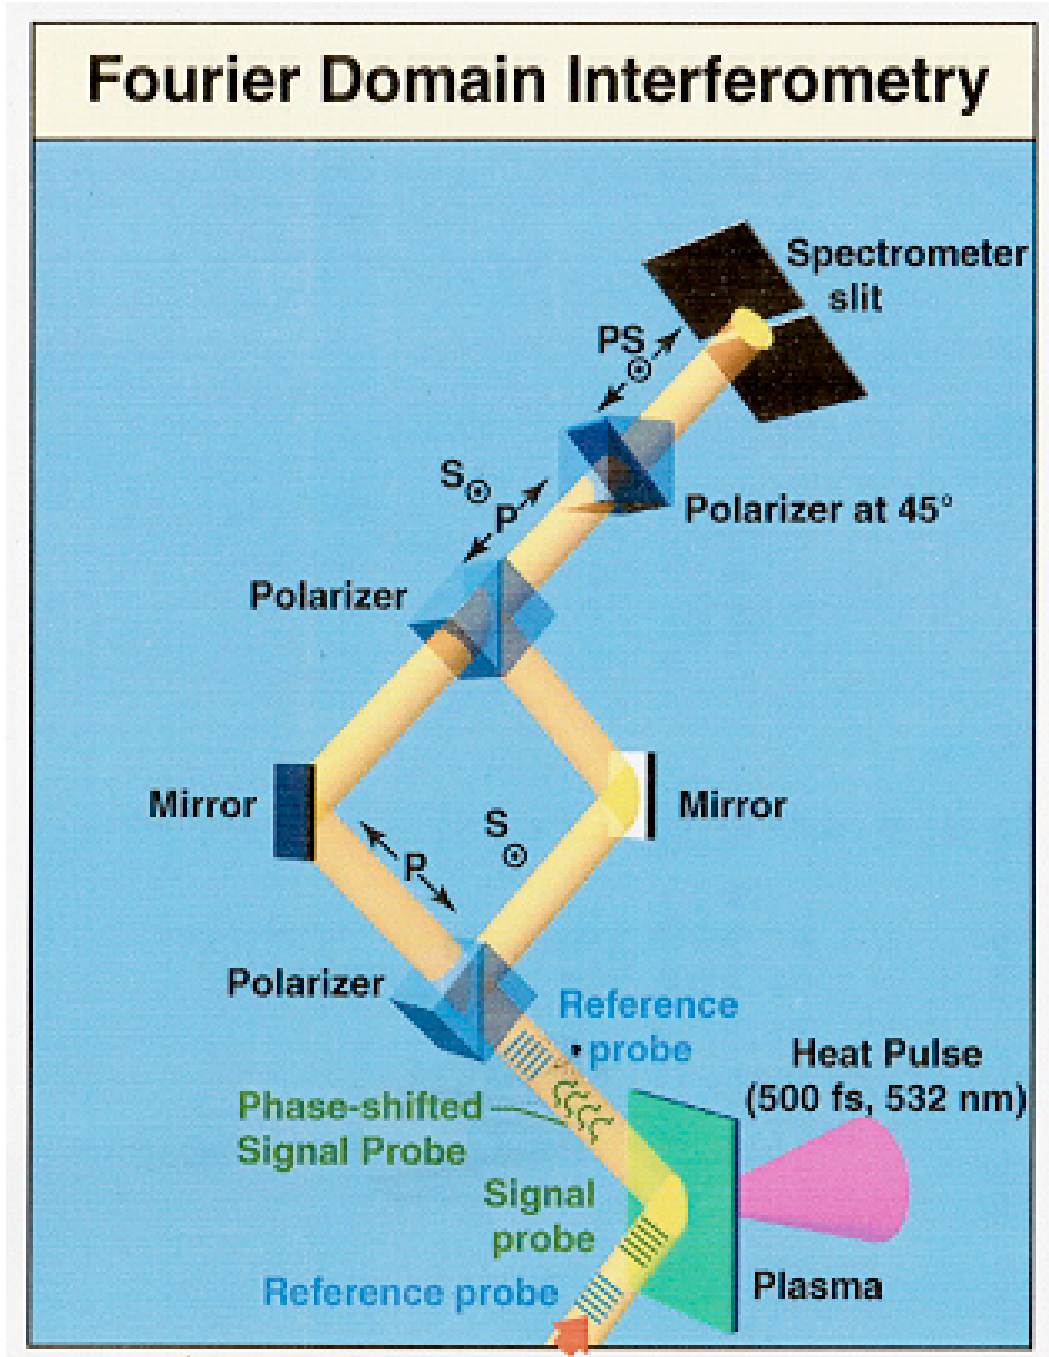 Fourier Domain Interferometry
Spectrometer
slit
PS
S
P
Polarizer at 45°
Polarizer
Mirror
Mirror
S
P
Polarizer
Reference
probe
Heat Pulse
(500 fs, 532 nm)
Phase-shifted
Signal Probe
Signal
probe
Reference probe
Plasma